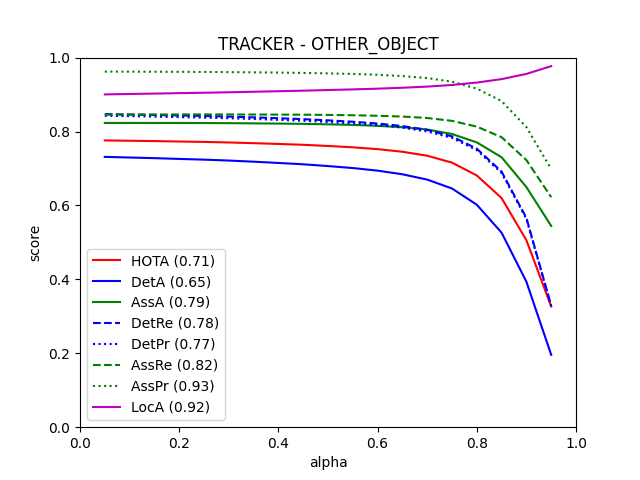 TRACKER - OTHER_OBJECT
score
1.0
0.8
0.6
0.4
0.2
0.0
HOTA (0.71)
DetA (0.65)
AssA (0.79)
DetRe (0.78)
DetPr (0.77)
AssRe (0.82)
AssPr (0.93)
LocA (0.92)
0.0 0.2 0.4 0.6 0.8 1.0
alpha